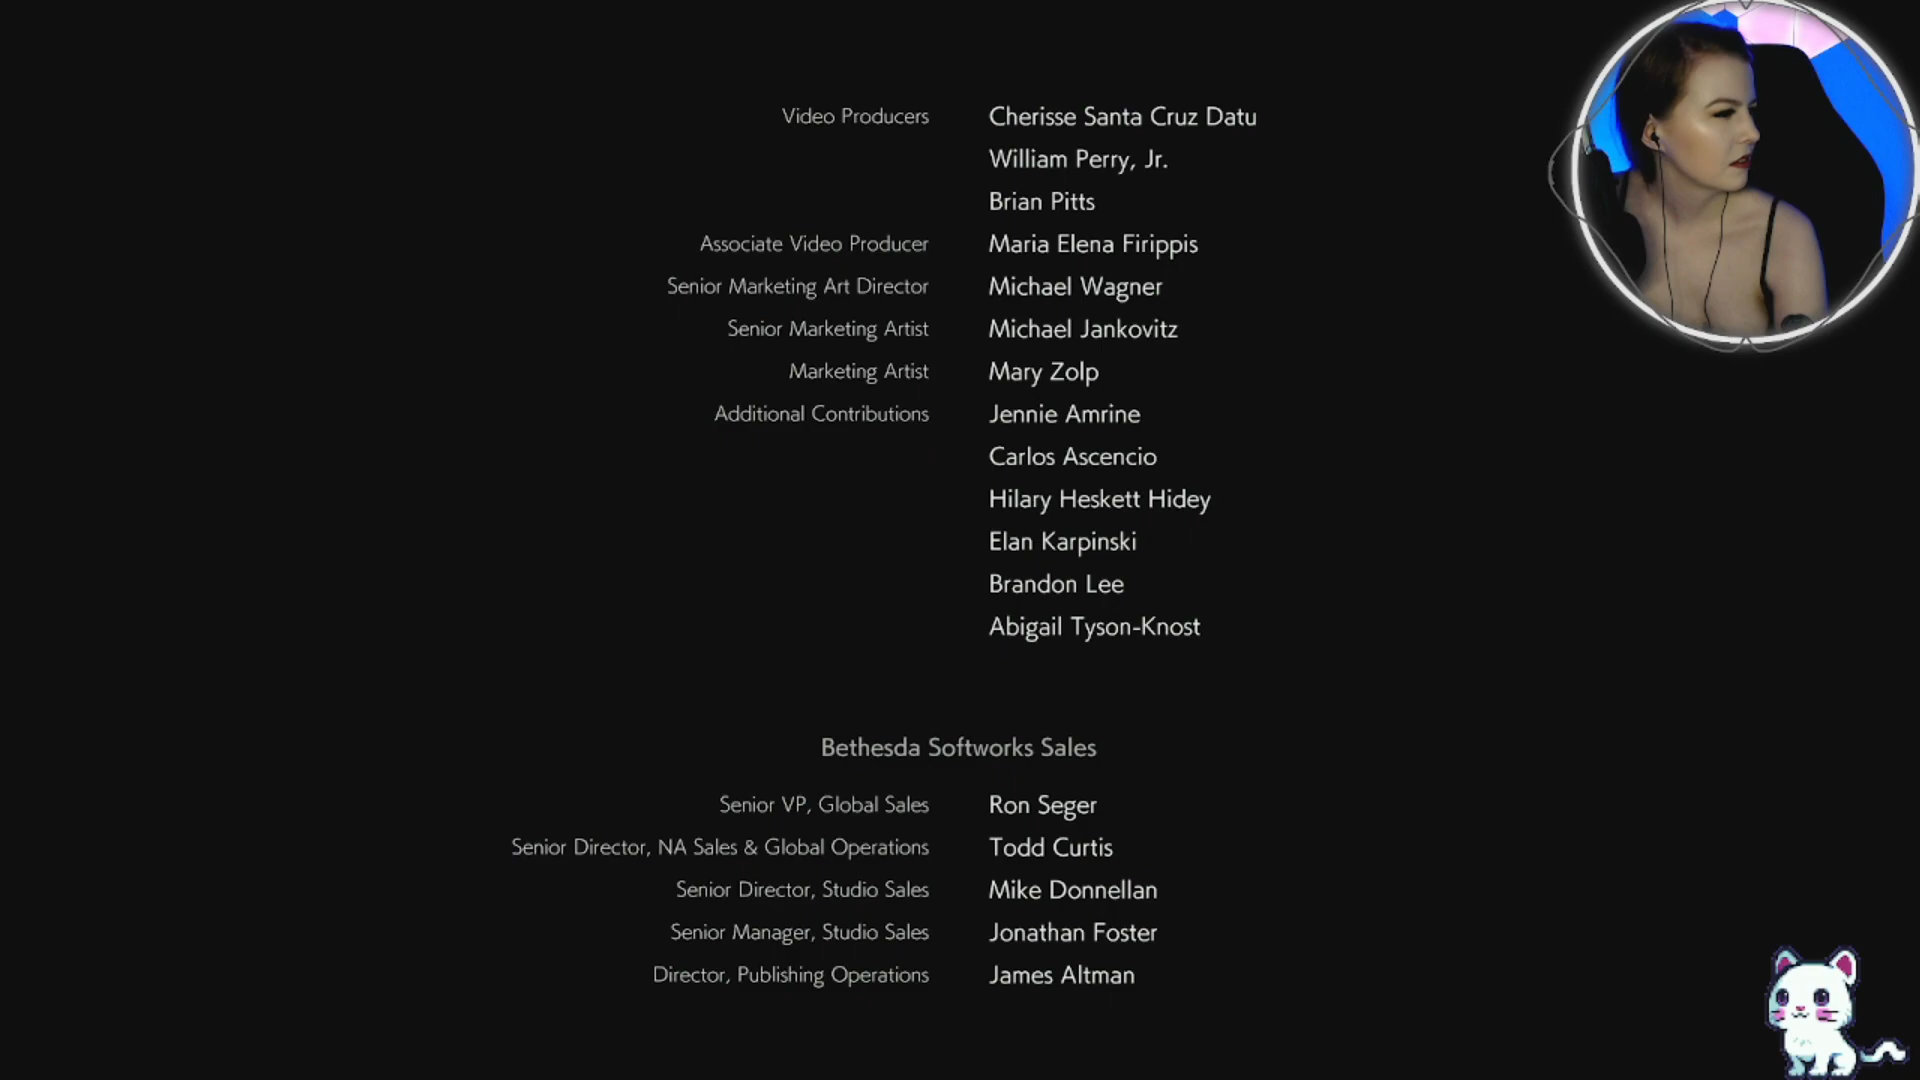 Video Producers Cherisse Santa Cruz Datu
William Perry, Jr.
Brian Pitts
Associate Video Producer Maria Elena Firippis
Senior Marketing Art Director Michael Wagner
Senior Marketing Artist Michael Jankovitz
Marketing Artist Mary Zolp
Additional Contributions Jennie Amrine
Carlos Ascencio
Hilary Heskett Hidey
Elan Karpinski
Brandon Lee
Abigail Tyson-Knost
Bethesda Softworks Sales
Senior VP, Global Sales Ron Seger
Senior Director, NA Sales & Global Operations Todd Curtis
Senior Director, Studio Sales Mike Donnellan
Senior Manager, Studio Sales Jonathan Foster
Director, Publishing Operations James Altman